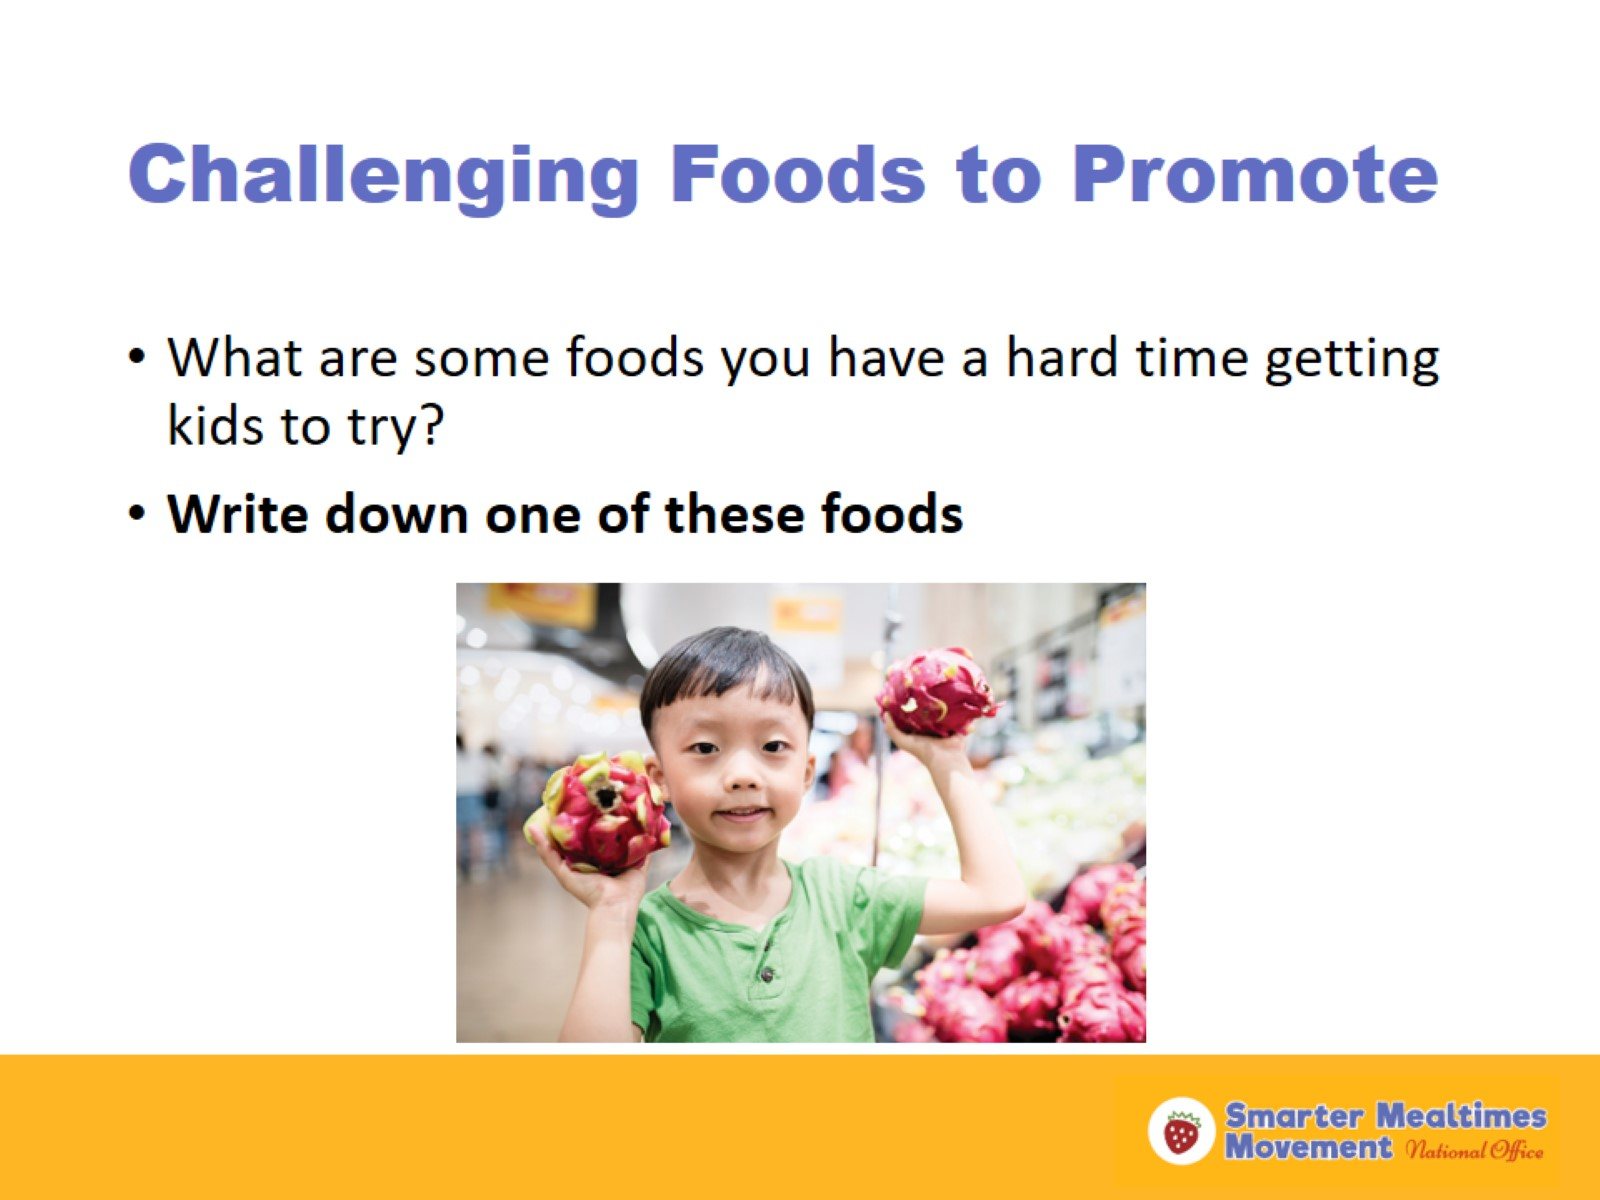 Challenging Foods to Promote
• What are some foods you have a hard time getting
kids to try?
• Write down one of these foods
Smarter Mealtimes
Movement National Office